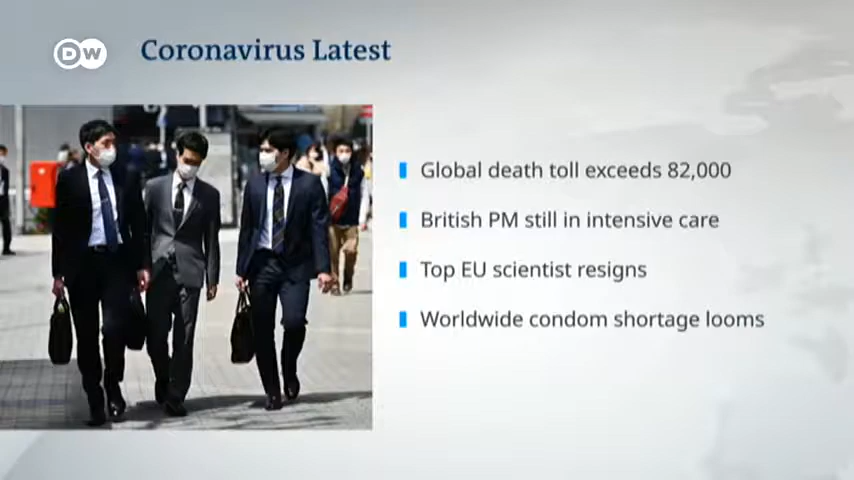 DW
Coronavirus Latest
Global death toll exceeds 82,000
British PM still in intensive care
Top EU scientist resigns
Worldwide condom shortage looms